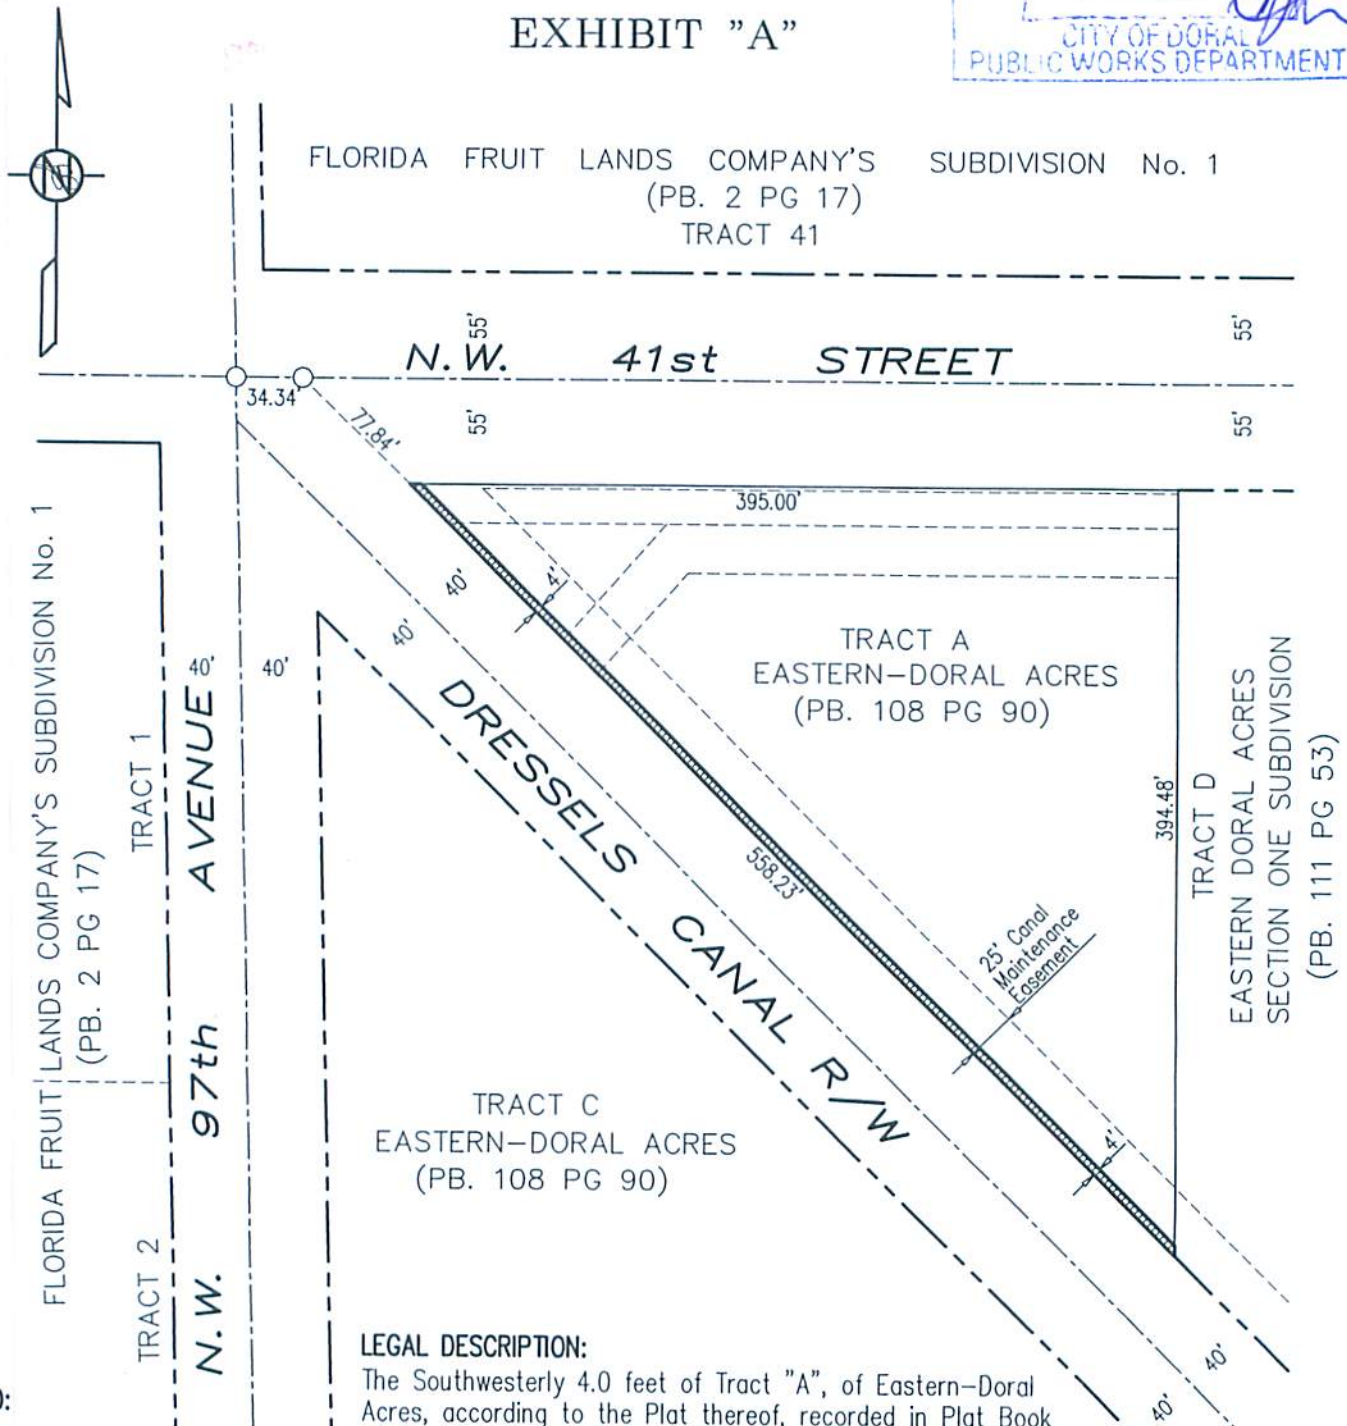 EXHIBIT "A"
CITY OF DORAL
PUBLIC WORKS DEPARTMENT
FLORIDA FRUIT LANDS COMPANY'S SUBDIVISION No. 1
(PB. 2 PG 17)
TRACT 41
55'
55'
N.W. 41st STREET
34.34'
77.84'
55'
55'
395.00'
40'
4'
40'
40'
40'
TRACT A
EASTERN-DORAL ACRES
(PB. 108 PG 90)
FLORIDA FRUIT LANDS COMPANY'S SUBDIVISION No. 1
(PB. 2 PG 17)
TRACT 1
TRACT 2
N.W. 97th AVENUE
DRESSELS CANAL R/W
558.23'
394.48'
TRACT D
EASTERN DORAL ACRES
SECTION ONE SUBDIVISION
(PB. 111 PG 53)
25' Canal
Maintenance
Easement
TRACT C
EASTERN-DORAL ACRES
(PB. 108 PG 90)
4'
40'
40'
LEGAL DESCRIPTION:
The Southwesterly 4.0 feet of Tract "A", of Eastern-Doral
Acres, according to the Plat thereof, recorded in Plat Book